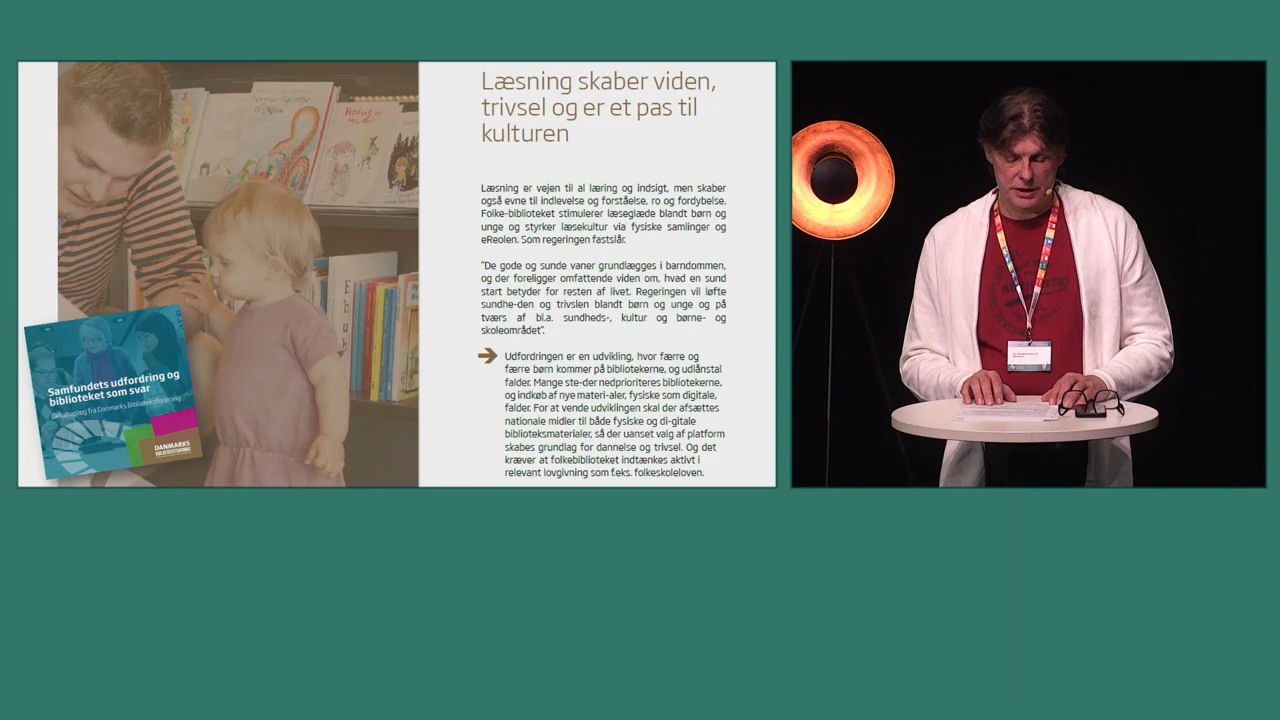 Læsning skaber viden,
trivsel og er et pas til
kulturen
Læsning er vejen til al læring og indsigt, men skaber
også evne til indlevelse og forståelse, ro og fordybelse.
Folke-biblioteket stimulerer læseglæde blandt børn og
unge og styrker læsekultur via fysiske samlinger og
eReolen. Som regeringen fastslår.
"De gode og sunde vaner grundlægges i barndommen,
og der foreligger omfattende viden om, hvad en sund
start betyder for resten af livet. Regeringen vil løfte
sundhe-den og trivslen blandt børn og unge og på
tværs af bl.a. sundheds-, kultur og børne- og
skoleområdet".
Udfordringen er en udvikling, hvor færre og
færre børn kommer på bibliotekerne, og udlånstal
falder. Mange ste-der nedprioriteres bibliotekerne,
og indkøb af nye materi-aler, fysiske som digitale,
falder. For at vende udviklingen skal der afsættes
nationale midler til både fysiske og di-gitale
biblioteksmaterialer, så der uanset valg af platform
skabes grundlag for dannelse og trivsel. Og det
kræver at folkebiblioteket indtænkes aktivt i
relevant lovgivning som f.eks. folkeskoleloven.
Samfundets udfordring og
biblioteket som svar
Debatoplæg fra Danmarks Biblioteksforening
DANMARKS
BIBLIOTEKSFORENING